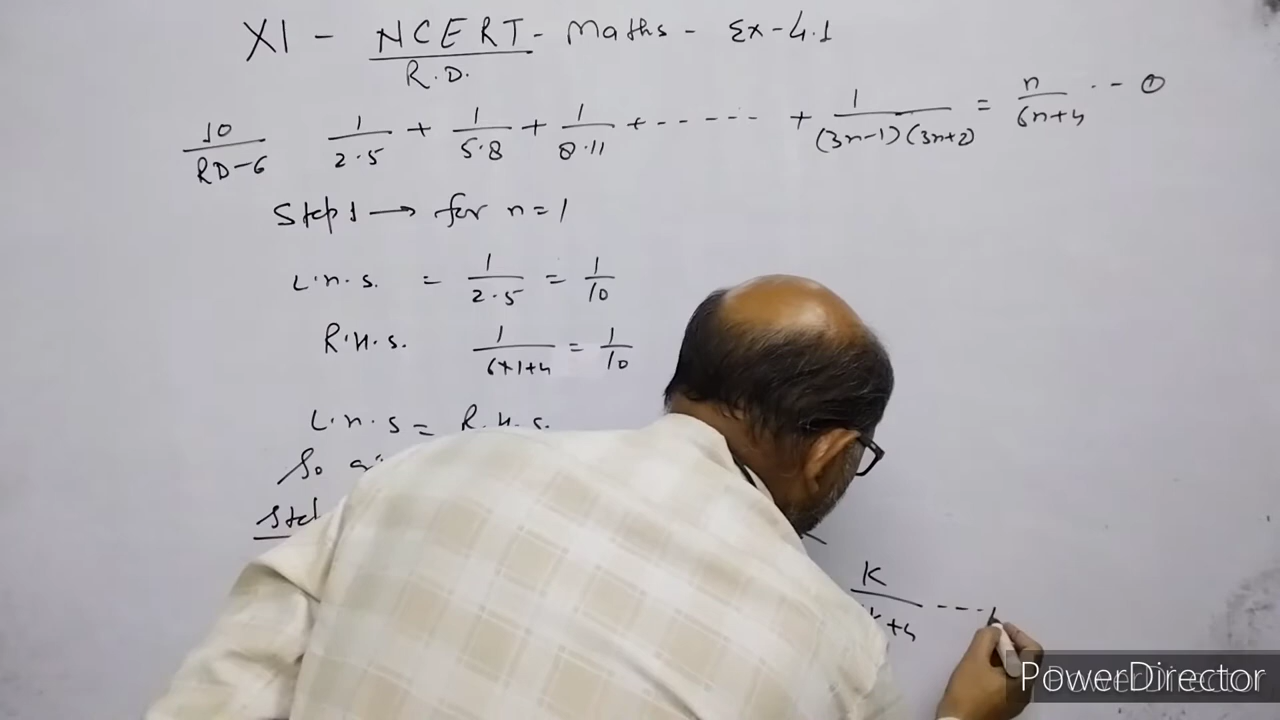 XI - NCERT - Maths - Ex-4.1
R.D.
10/RD-6 1/2.5 + 1/5.8 + 1/8.11 + ------- + 1/(3n-1)(3n+2) = n/6n+4 --- ①
Step 1 → for n=1
L.H.S. = 1/2.5 = 1/10
R.H.S. 1/6×1+4 = 1/10
L.H.S = R.H.S.
So
K/+4 ----
PowerDirector